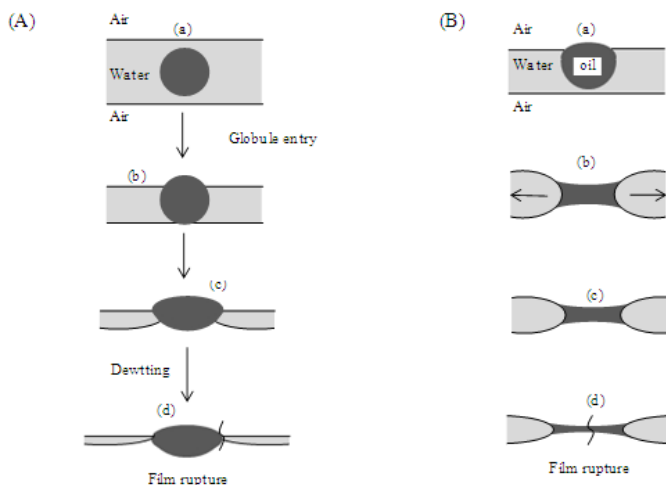 (A)
Air
(a)
Water
Air
Globule entry
(b)
(c)
Dewtting
(d)
Film rupture
(B)
Air
(a)
Water
oil
Air
(b)
(c)
(d)
Film rupture